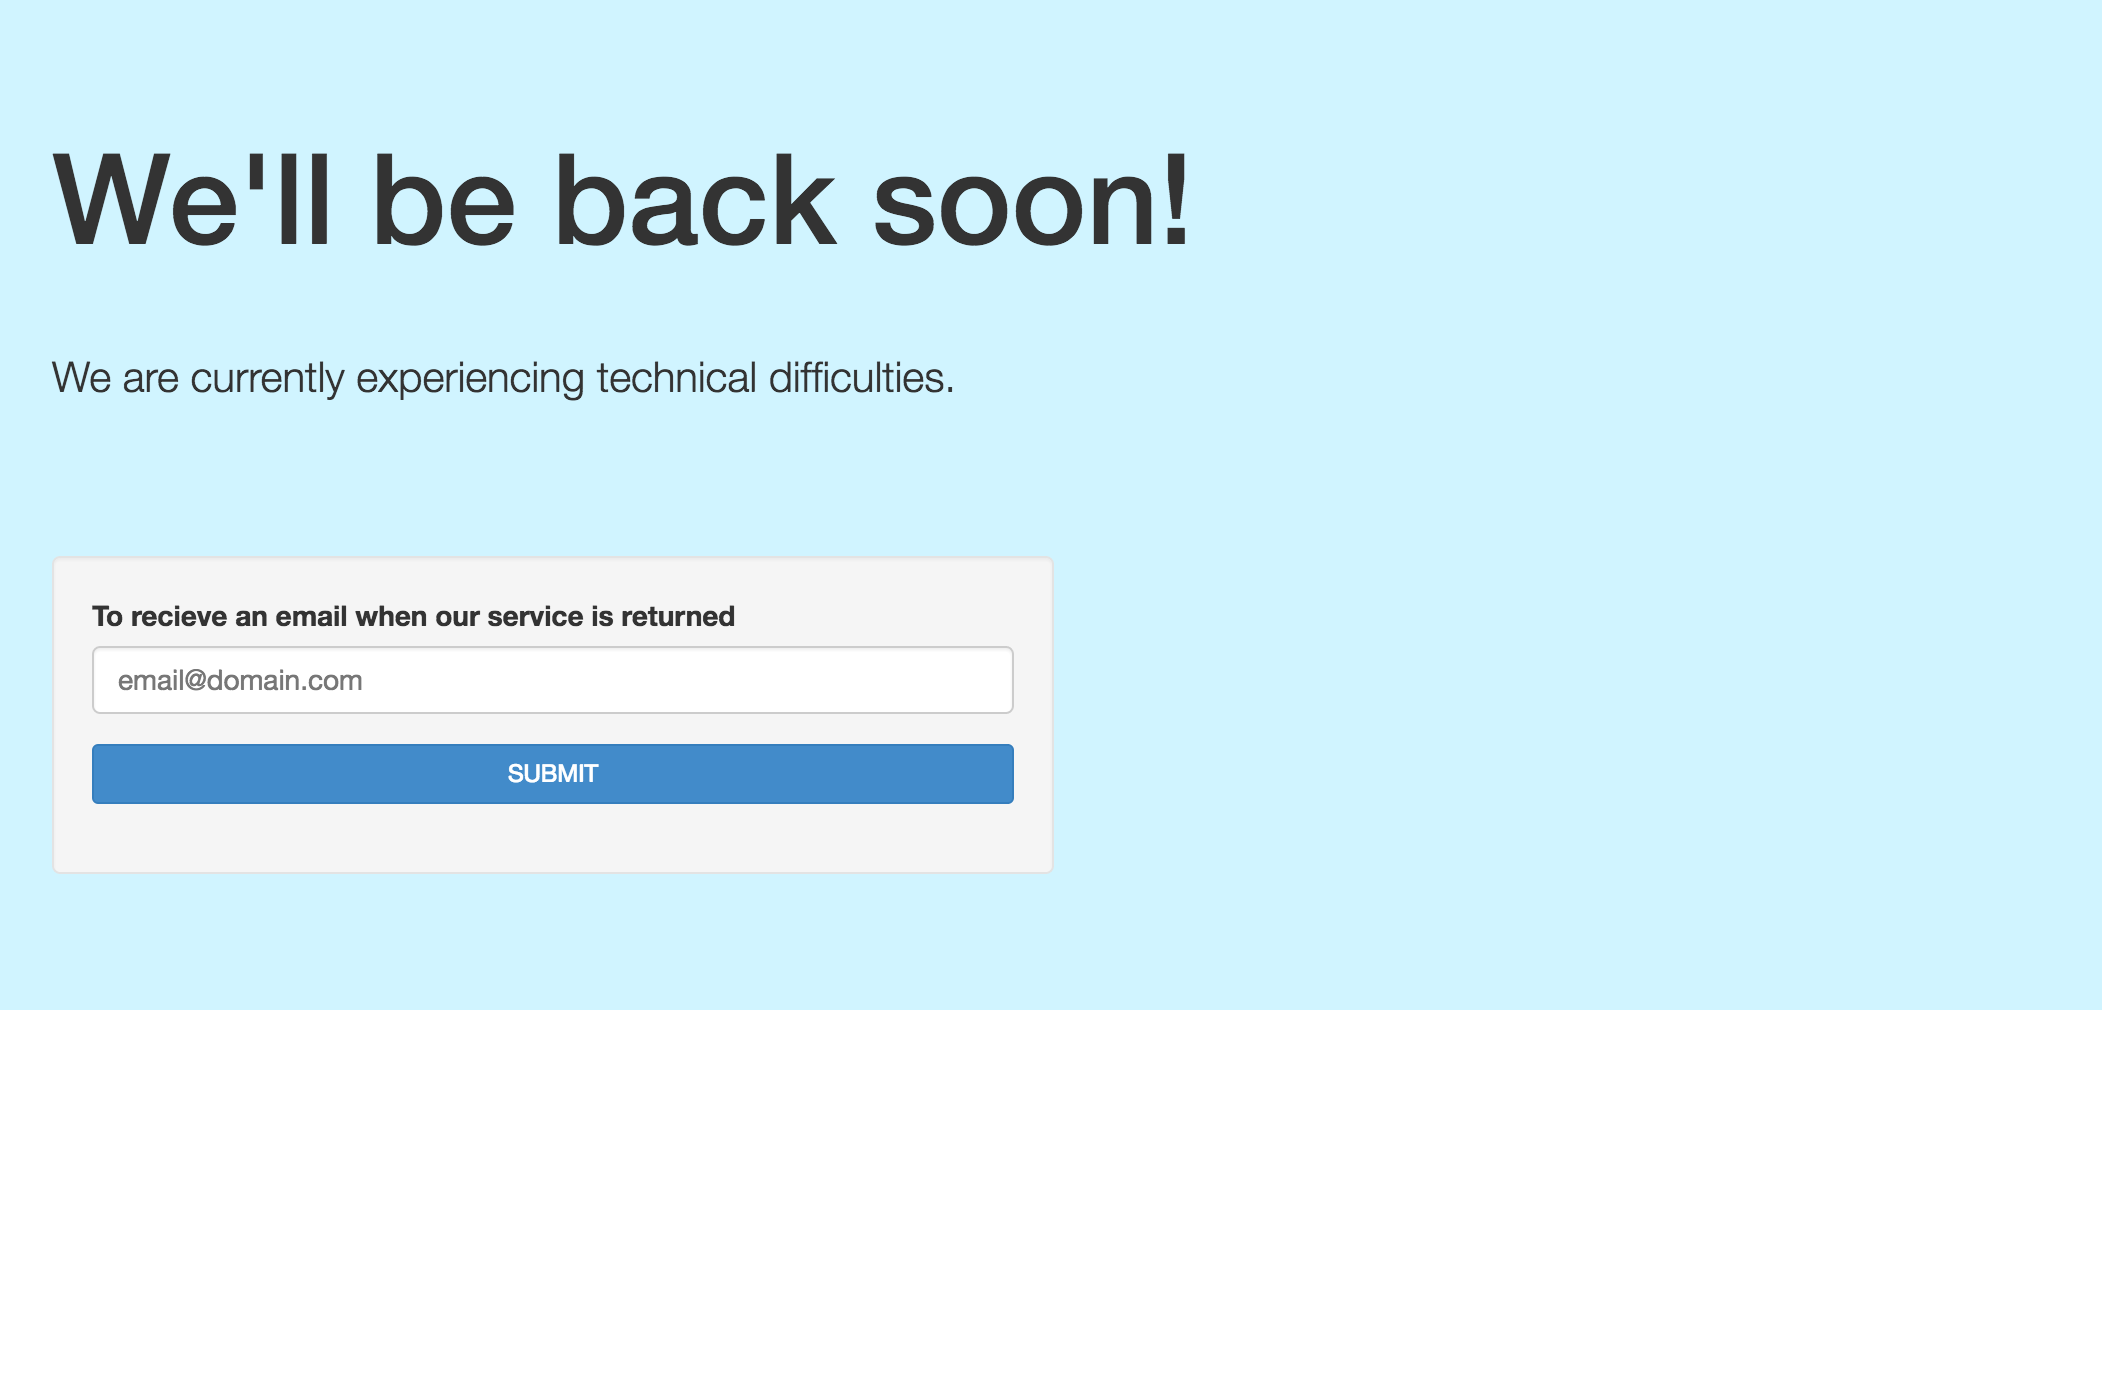 We'll be back soon!
We are currently experiencing technical difficulties.
To recieve an email when our service is returned
email@domain.com
SUBMIT